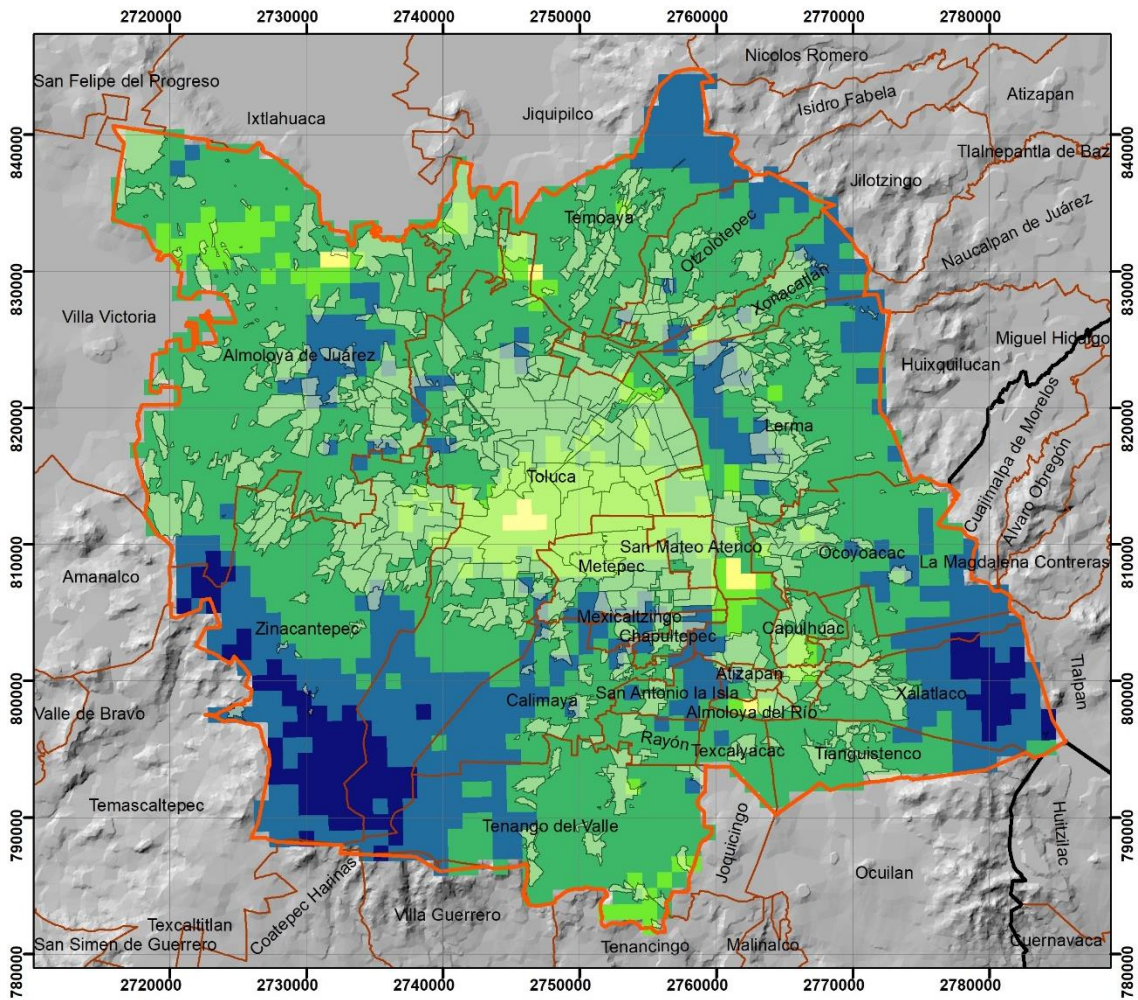 2720000 2730000 2740000 2750000 2760000 2770000 2780000
Nicolos Romero
San Felipe del Progreso
Isidro Fabela
Atizapan
Ixtlahuaca
Jiquipilco
840000
840000
Tlalnepantla de Baz
Jilotzingo
Temoaya
Otzolotepec
Naucalpan de Juárez
Xonacatlán
830000
830000
Villa Victoria
Miguel Hidalgo
Almoloya de Juárez
Huixquilucan
820000
820000
Lerma
Cuajimalpa de Morelos
Alvaro Obregón
Toluca
810000
810000
San Mateo Atenco
Ocoyoacac
La Magdalena Contreras
Metepec
Amanalco
Mexicaltzingo
Zinacantepec
Chapultepec
Capulhuac
Tlalpan
Atizapan
800000
800000
San Antonio la Isla
Xalatlaco
Calimaya
Valle de Bravo
Almoloya del Río
Rayón
Texcalyacac
Tianguistenco
Temascaltepec
790000
790000
Tenango del Valle
Joquicingo
Huitzilac
Ocuilan
Coatepec Harinas
Villa Guerrero
Texcaltitlan
San Simen de Guerrero
Tenancingo
Malinalco
Cuernavaca
780000
780000
2720000 2730000 2740000 2750000 2760000 2770000 2780000